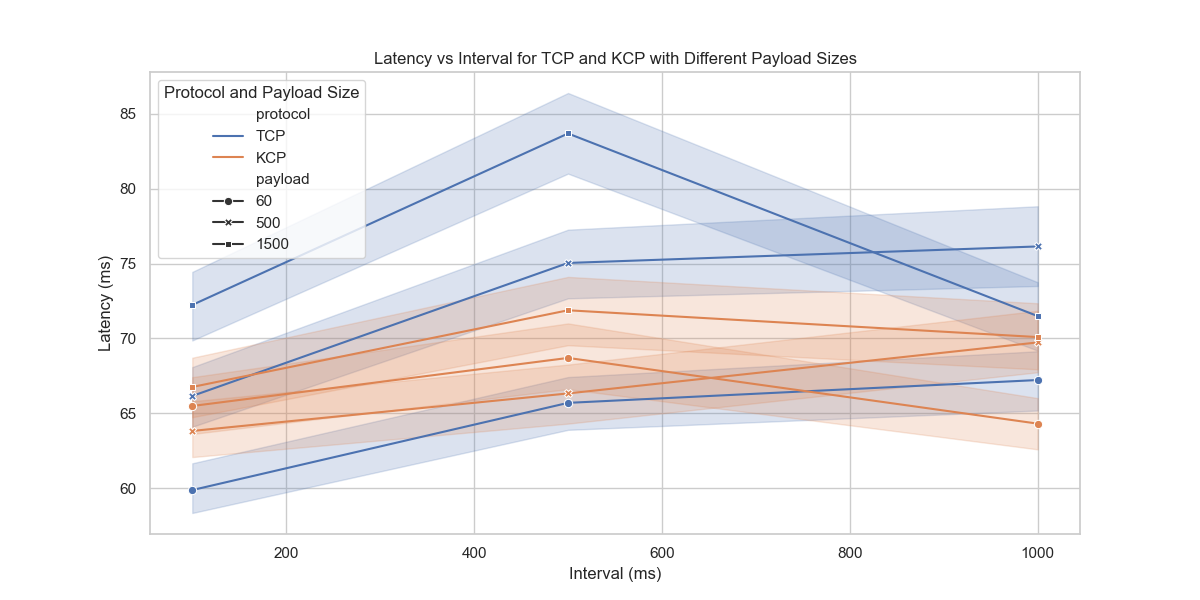 Latency vs Interval for TCP and KCP with Different Payload Sizes
Protocol and Payload Size
protocol
TCP
KCP
payload
60
500
1500
Latency (ms)
85
80
75
70
65
60
200
400
600
800
1000
Interval (ms)